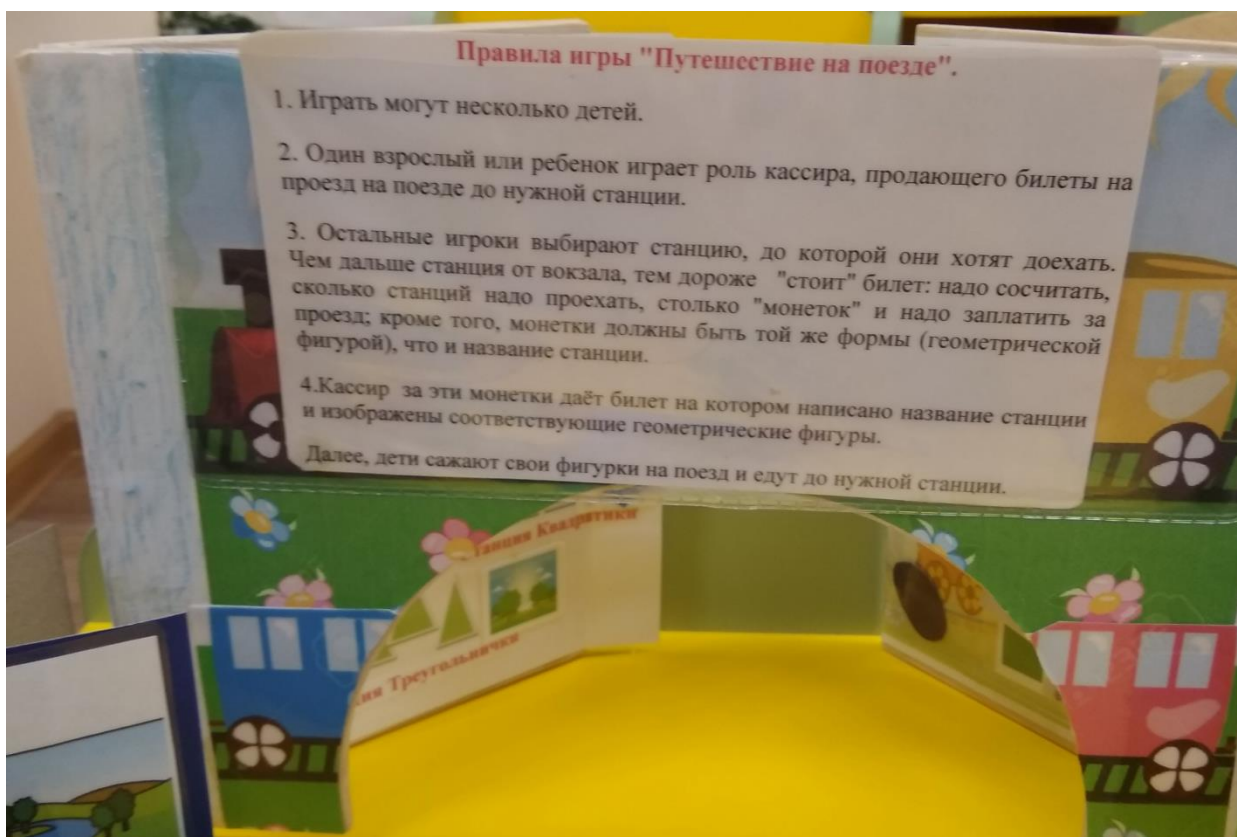 Правила игры "Путешествие на поезде".
1. Играть могут несколько детей.
2. Один взрослый или ребенок играет роль кассира, продающего билеты на
проезд на поезде до нужной станции.
3. Остальные игроки выбирают станцию, до которой они хотят доехать.
Чем дальше станция от вокзала, тем дороже "стоит" билет: надо сосчитать,
сколько станций надо проехать, столько "монеток" и надо заплатить за
проезд; кроме того, монетки должны быть той же формы (геометрической
фигурой), что и название станции.
4.Кассир за эти монетки даёт билет на котором написано название станции
и изображены соответствующие геометрические фигуры.
Далее, дети сажают свои фигурки на поезд и едут до нужной станции.
танция Квадратики
ия Треугольнички